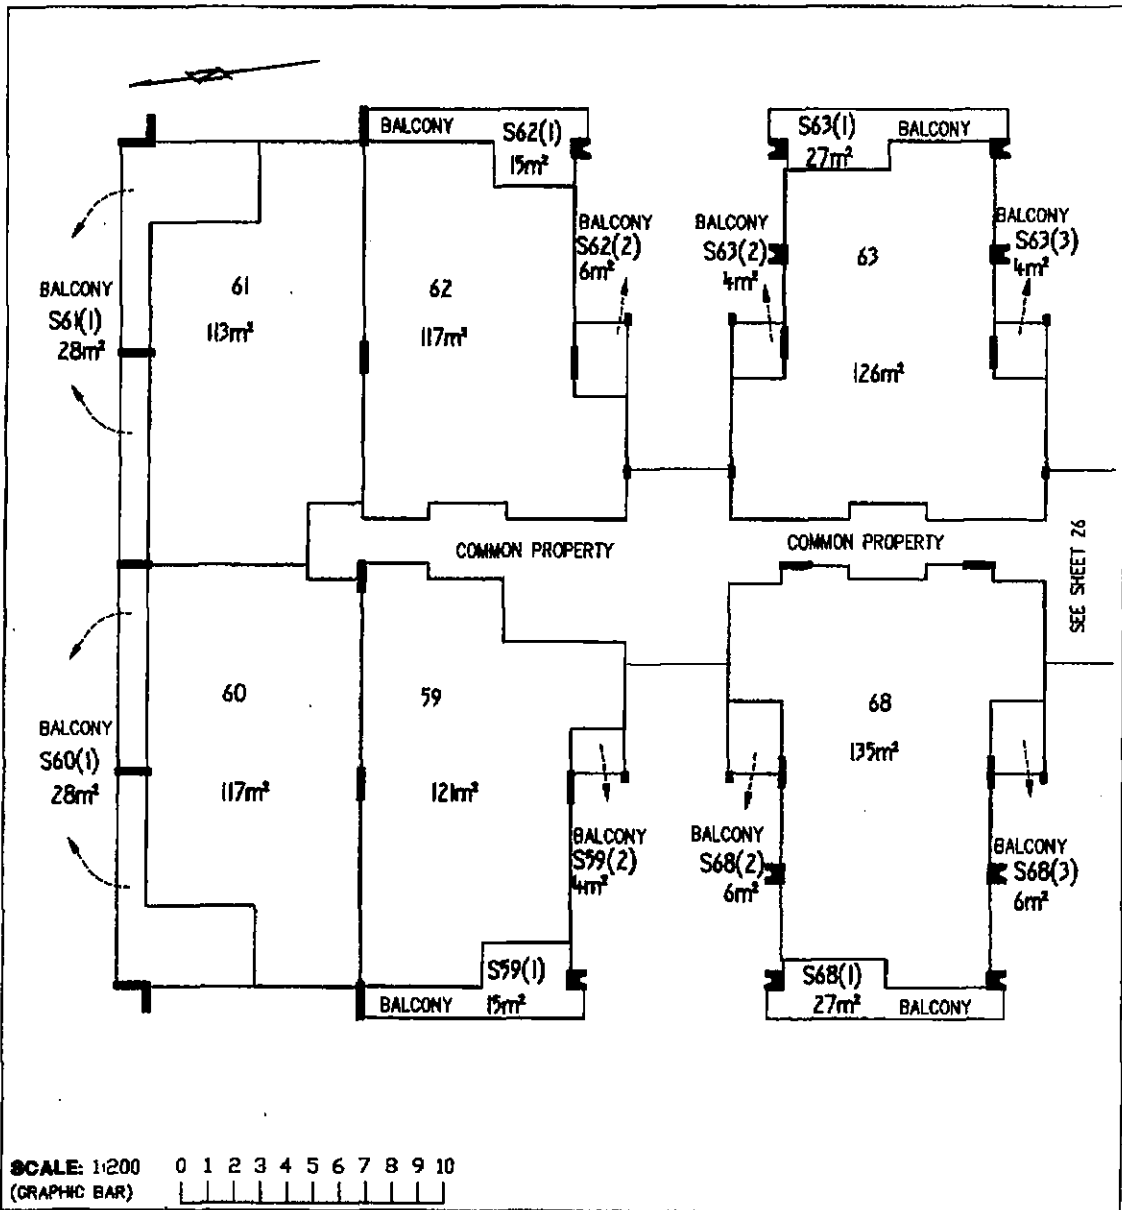 BALCONY
S62(1)
15m²
S63(1)
BALCONY
27m²
BALCONY
S62(2)
6m²
BALCONY
S63(2)
4m²
63
BALCONY
S63(3)
4m²
BALCONY
S61(1)
28m²
61
113m²
62
117m²
126m²
COMMON PROPERTY
COMMON PROPERTY
SEE SHEET 26
60
59
68
BALCONY
S60(1)
28m²
117m²
121m²
135m²
BALCONY
S59(2)
4m²
BALCONY
S68(2)
6m²
BALCONY
S68(3)
6m²
S59(1)
BALCONY 15m²
S68(1)
27m² BALCONY
SCALE: 1:200
(GRAPHIC BAR)
0 1 2 3 4 5 6 7 8 9 10